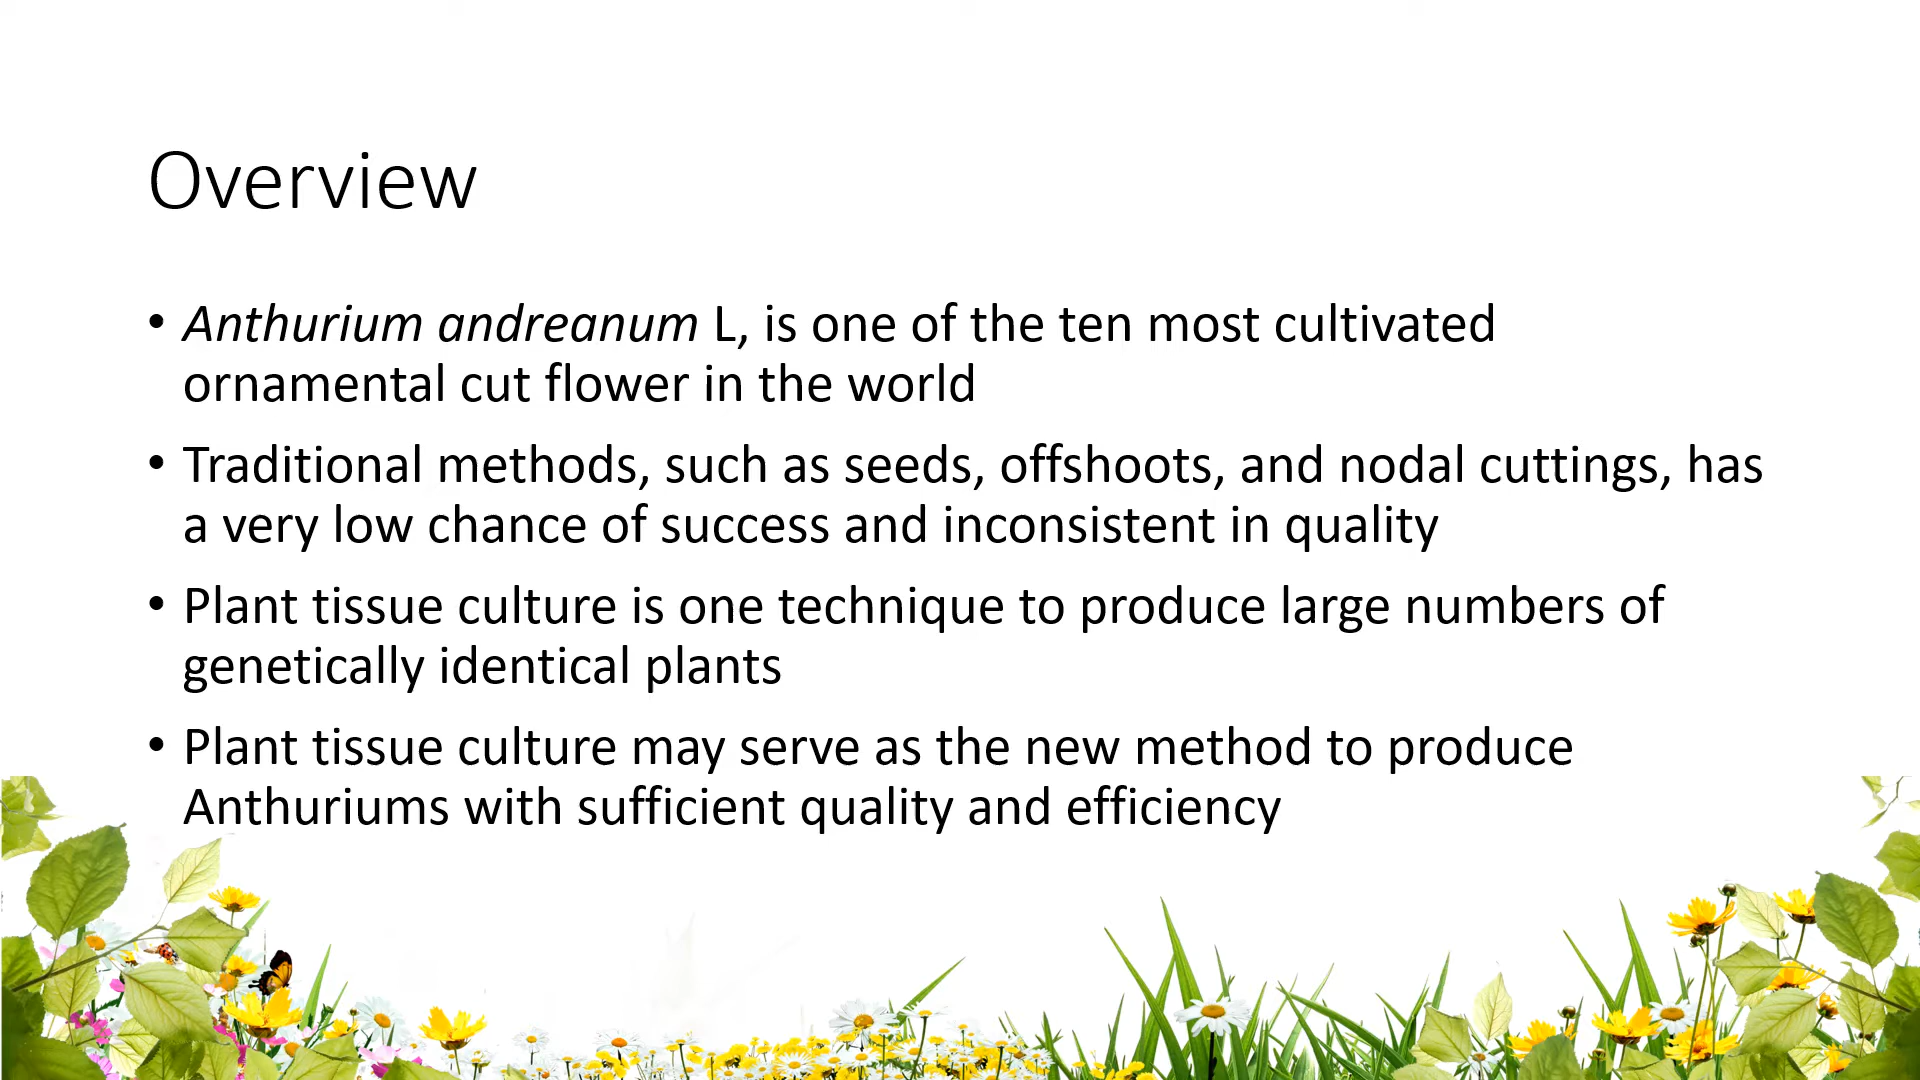 Overview
• Anthurium andreanum L, is one of the ten most cultivated
ornamental cut flower in the world
• Traditional methods, such as seeds, offshoots, and nodal cuttings, has
a very low chance of success and inconsistent in quality
• Plant tissue culture is one technique to produce large numbers of
genetically identical plants
• Plant tissue culture may serve as the new method to produce
Anthuriums with sufficient quality and efficiency